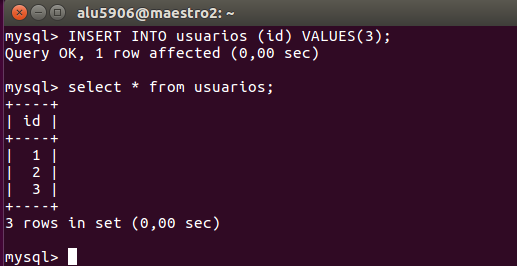 alu5906@maestro2: ~
mysql> INSERT INTO usuarios (id) VALUES(3);
Query OK, 1 row affected (0,00 sec)
mysql> select * from usuarios;
+----+
| id |
+----+
|  1 |
|  2 |
|  3 |
+----+
3 rows in set (0,00 sec)
mysql>